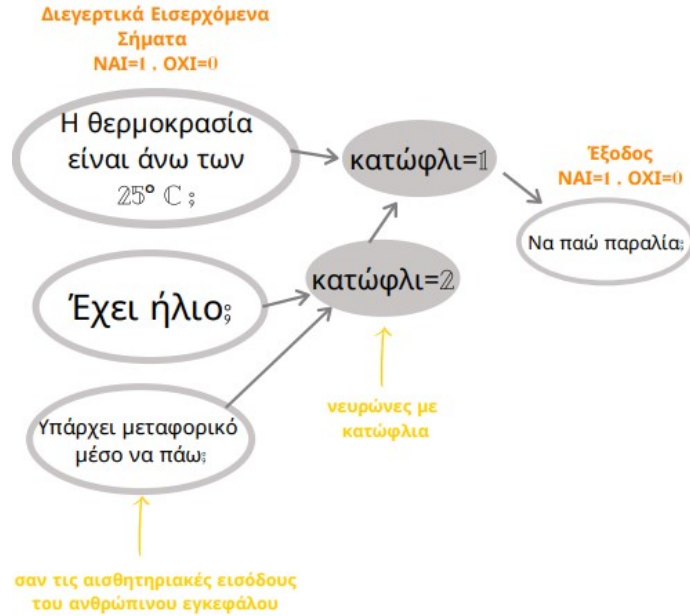 Διεγερτικά Εισερχόμενα
Σήματα
ΝΑΙ=1 . ΟΧΙ=0
Η θερμοκρασία
είναι άνω των
25° C ;
κατώφλι=1
Έξοδος
ΝΑΙ=1 . ΟΧΙ=0
Να παώ παραλία;
Έχει ήλιο;
κατώφλι=2
Υπάρχει μεταφορικό
μέσο να πάω;
νευρώνες με
κατώφλια
σαν τις αισθητηριακές εισόδους
του ανθρώπινου εγκεφάλου